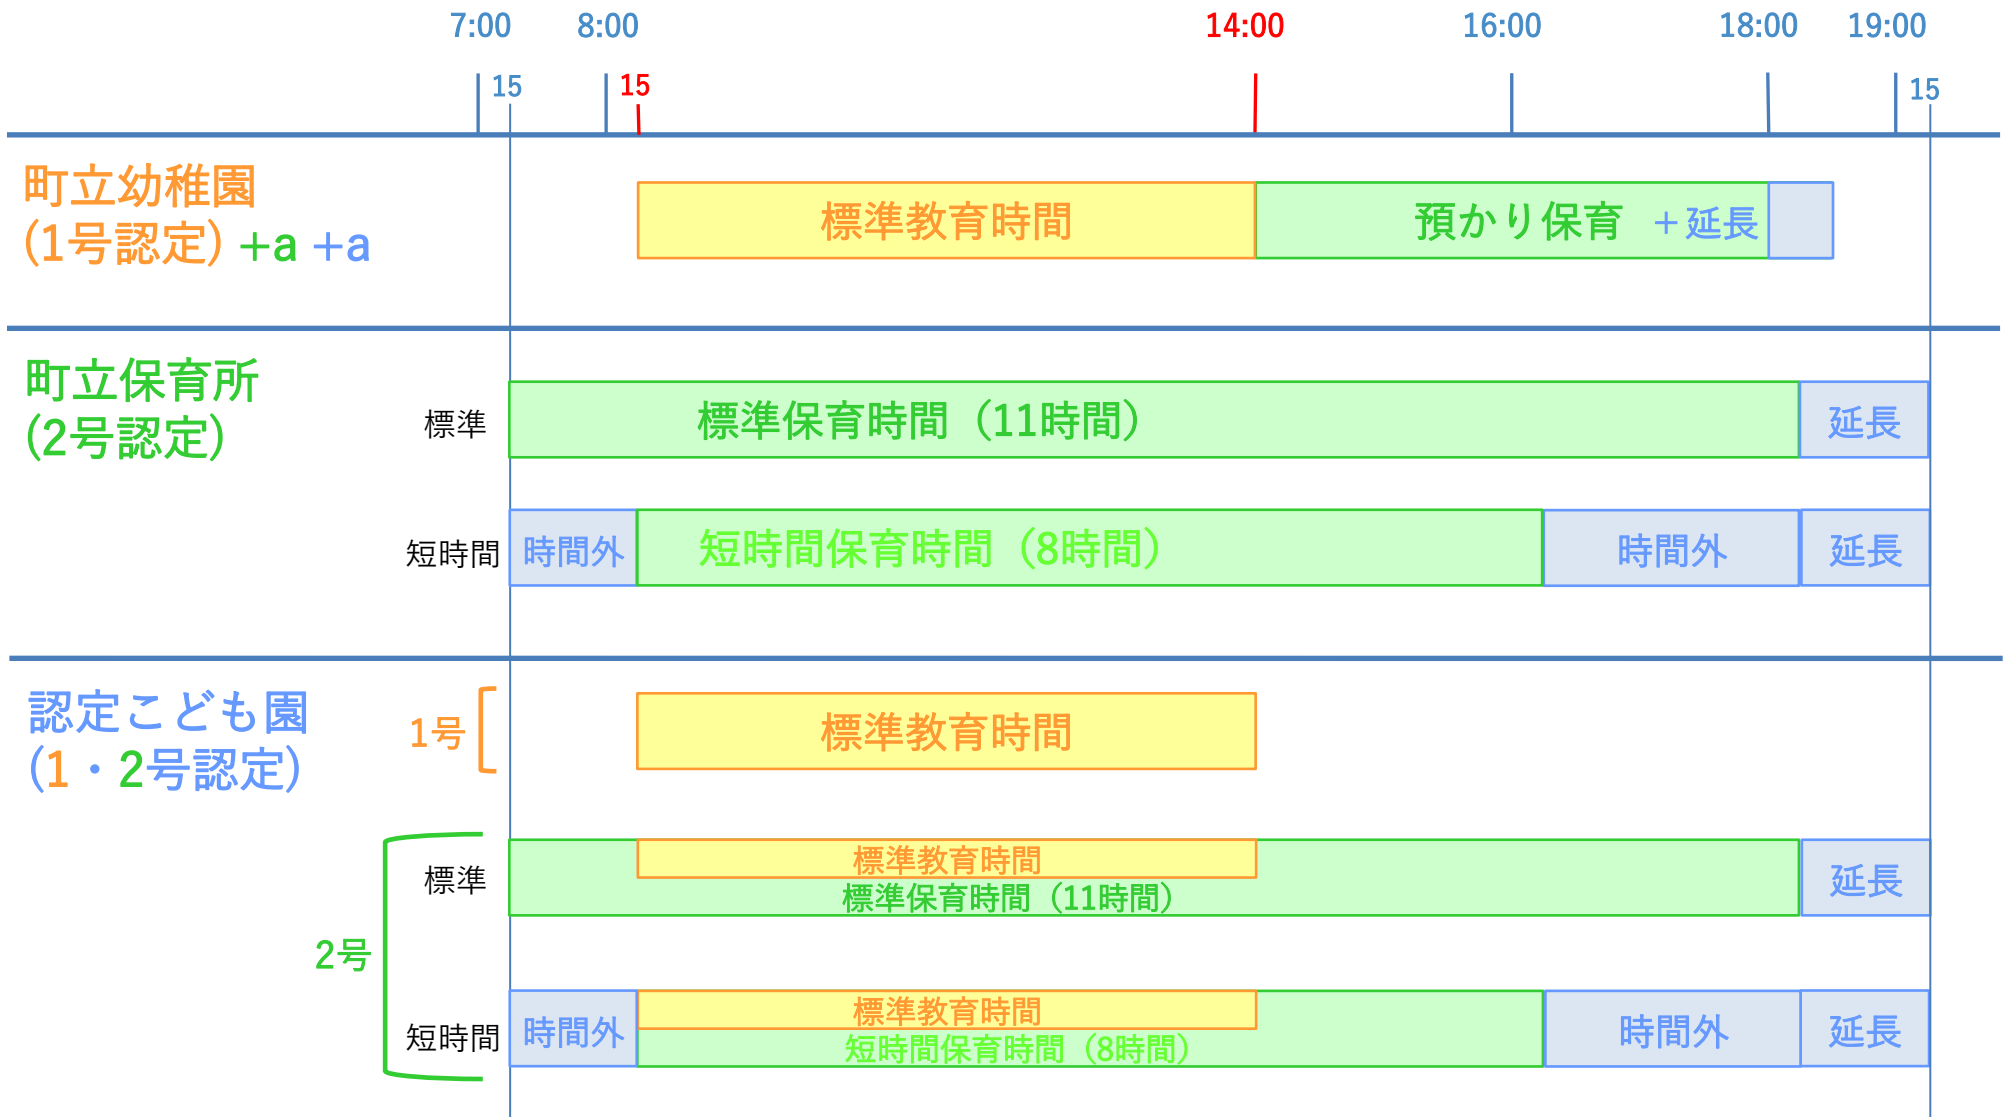 7:00 8:00 14:00 16:00 18:00 19:00
15 15 15
町立幼稚園
(1号認定) +a +a
標準教育時間 預かり保育 +延長
町立保育所
(2号認定)
標準 標準保育時間(11時間) 延長
短時間 時間外 短時間保育時間(8時間) 時間外 延長
認定こども園
(1・2号認定)
1号 標準教育時間
2号
標準 標準教育時間
標準保育時間(11時間) 延長
短時間 時間外 標準教育時間
短時間保育時間(8時間) 時間外 延長